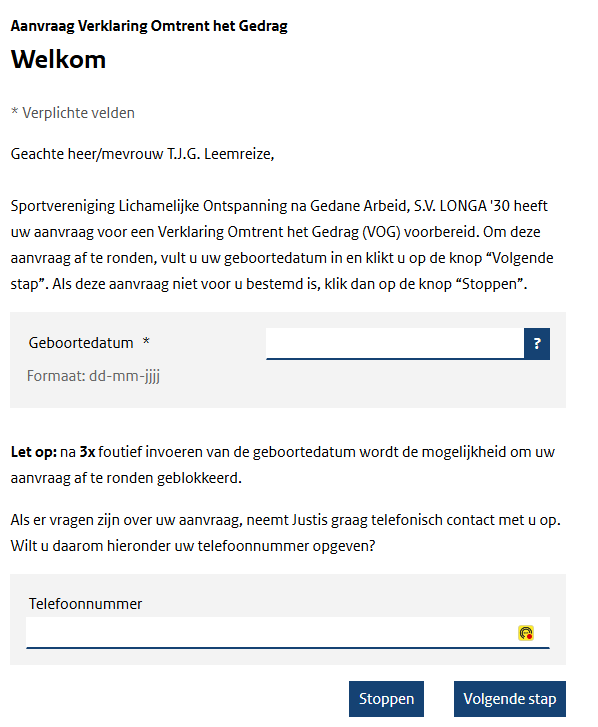 Aanvraag Verklaring Omtrent het Gedrag
Welkom
* Verplichte velden
Geachte heer/mevrouw T.J.G. Leemreize,
Sportvereniging Lichamelijke Ontspanning na Gedane Arbeid, S.V. LONGA '30 heeft
uw aanvraag voor een Verklaring Omtrent het Gedrag (VOG) voorbereid. Om deze
aanvraag af te ronden, vult u uw geboortedatum in en klikt u op de knop “Volgende
stap”. Als deze aanvraag niet voor u bestemd is, klik dan op de knop “Stoppen”.
Geboortedatum *
?
Formaat: dd-mm-jjjj
Let op: na 3x foutief invoeren van de geboortedatum wordt de mogelijkheid om uw
aanvraag af te ronden geblokkeerd.
Als er vragen zijn over uw aanvraag, neemt Justis graag telefonisch contact met u op.
Wilt u daarom hieronder uw telefoonnummer opgeven?
Telefoonnummer
Stoppen
Volgende stap